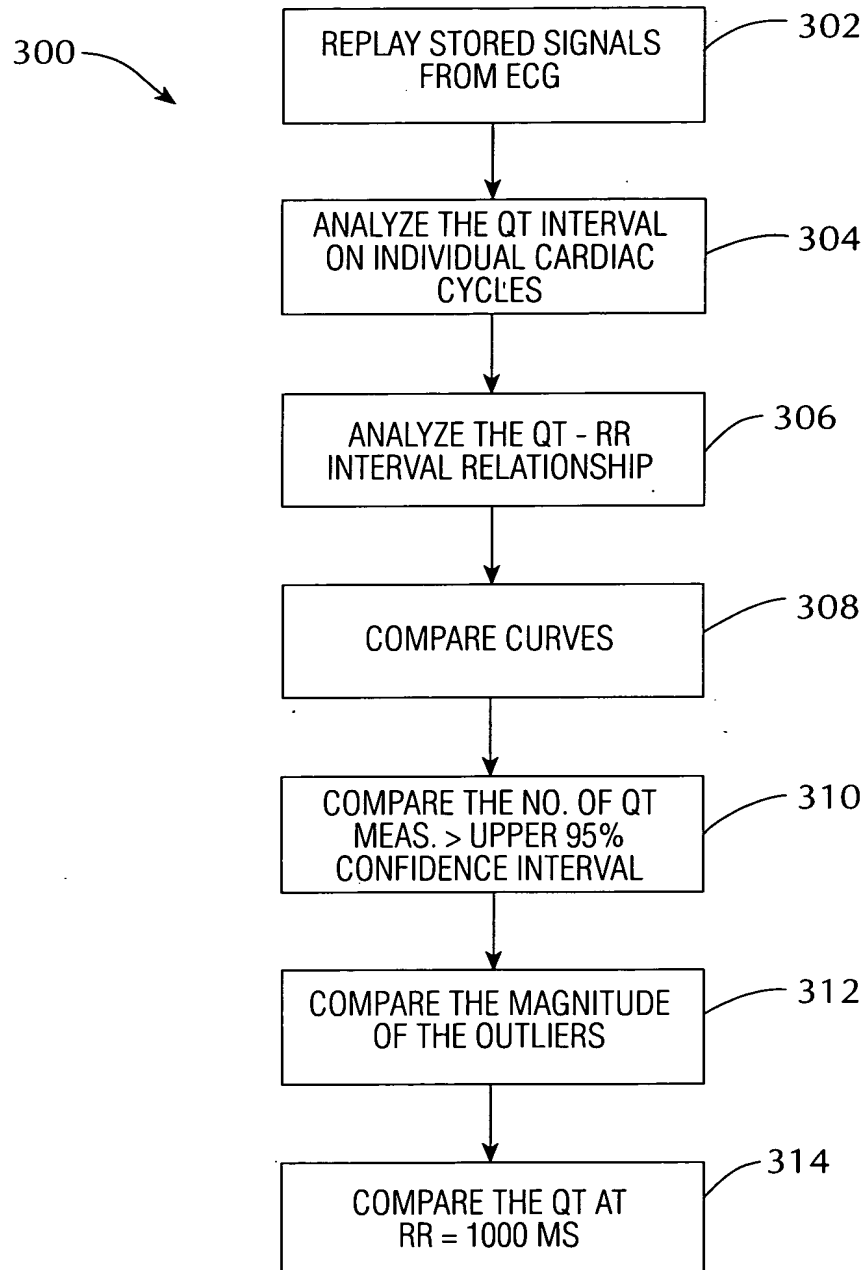 300
REPLAY STORED SIGNALS
FROM ECG
302
ANALYZE THE QT INTERVAL
ON INDIVIDUAL CARDIAC
CYCLES
304
ANALYZE THE QT - RR
INTERVAL RELATIONSHIP
306
COMPARE CURVES
308
COMPARE THE NO. OF QT
MEAS. > UPPER 95%
CONFIDENCE INTERVAL
310
COMPARE THE MAGNITUDE
OF THE OUTLIERS
312
COMPARE THE QT AT
RR = 1000 MS
314